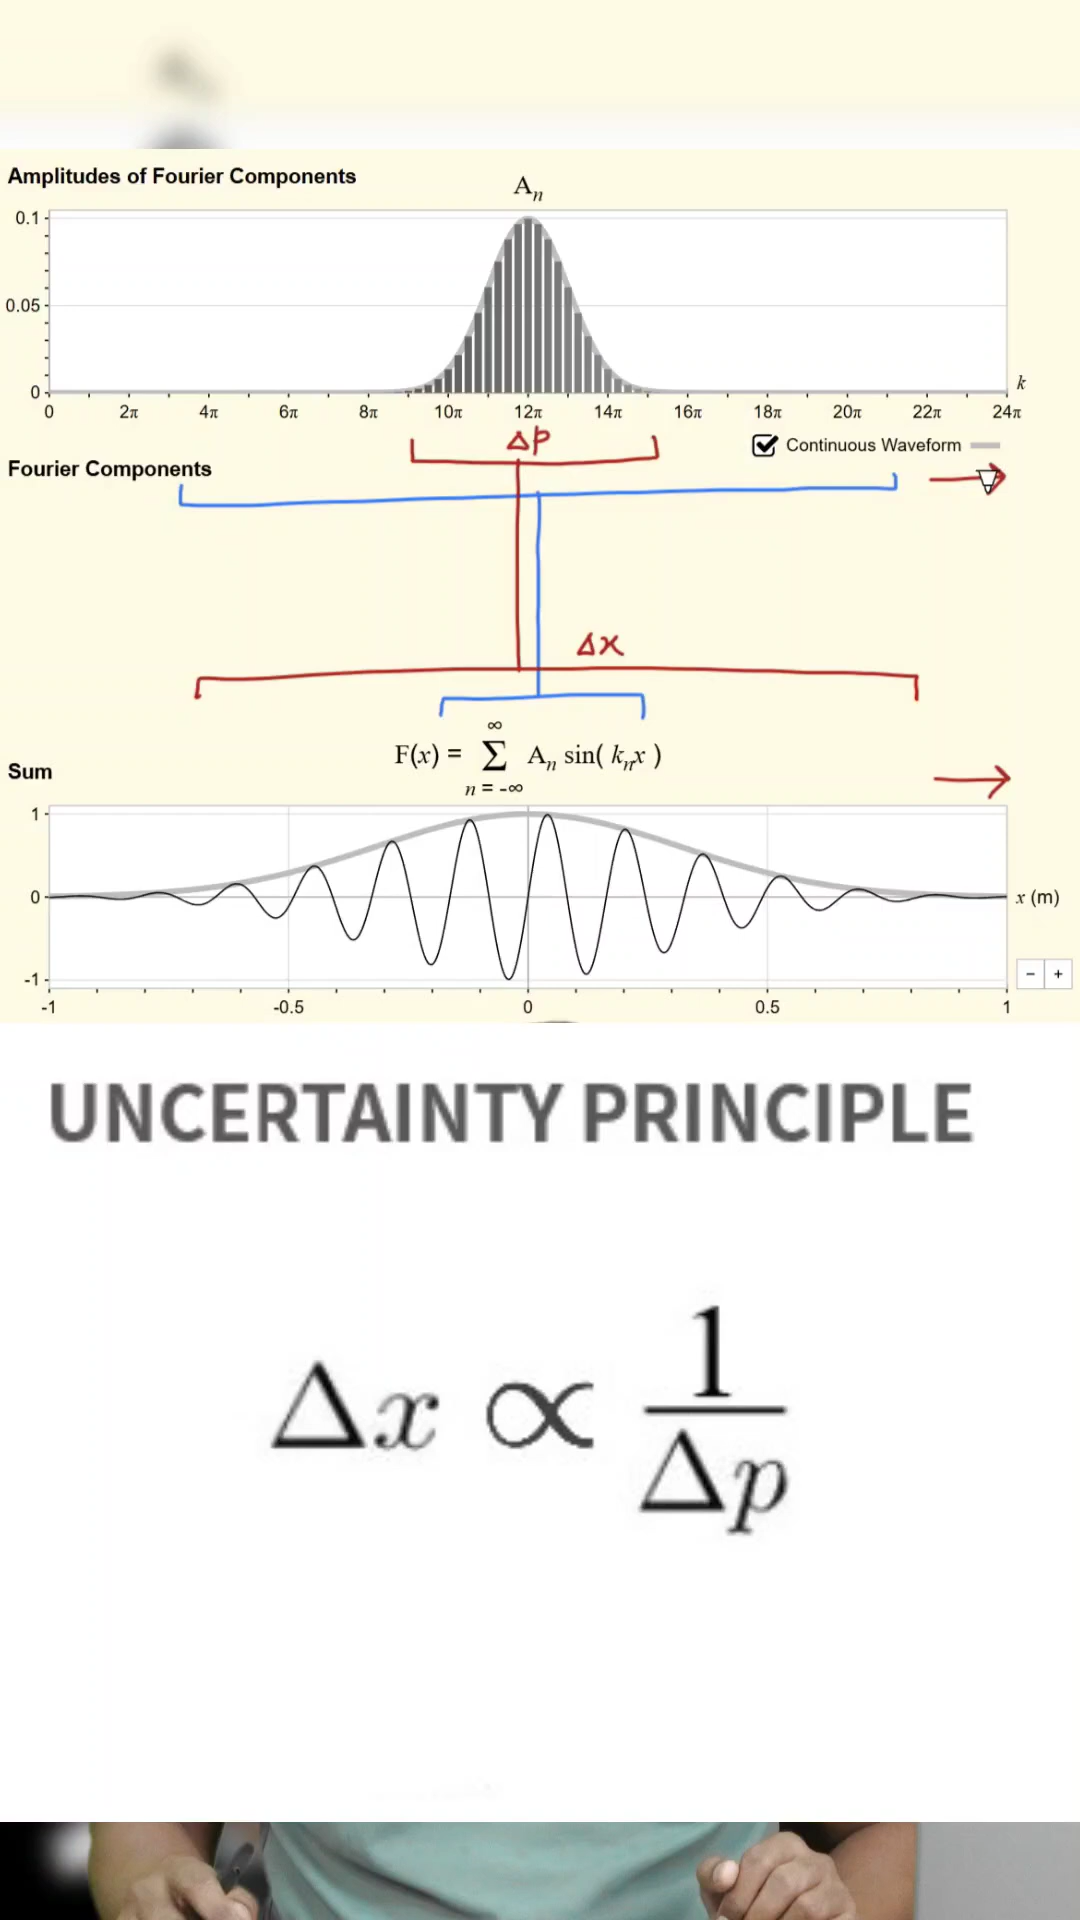 Amplitudes of Fourier Components
Aₙ
0.1
0.05
0
k
0 2π 4π 6π 8π 10π 12π 14π 16π 18π 20π 22π 24π
Δp
Continuous Waveform
Fourier Components
Δx
F(x) = ∞ Σ n = -∞ Aₙ sin( kₙx )
Sum
1
0
x (m)
-1
- +
-1 -0.5 0 0.5 1
UNCERTAINTY PRINCIPLE
Δx ∝ 1/Δp